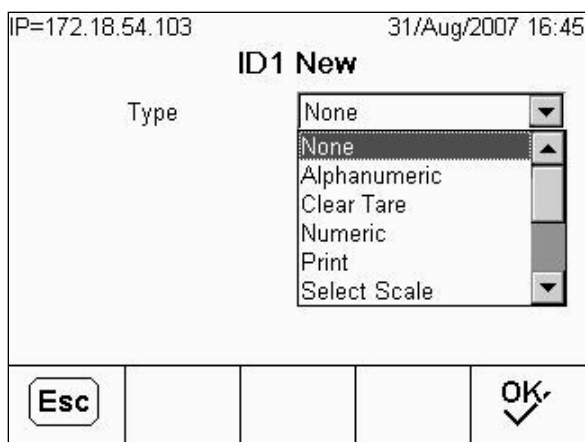 IP=172.18.54.103 31/Aug/2007 16:45
ID1 New
Type None
None
Alphanumeric
Clear Tare
Numeric
Print
Select Scale
Esc OK